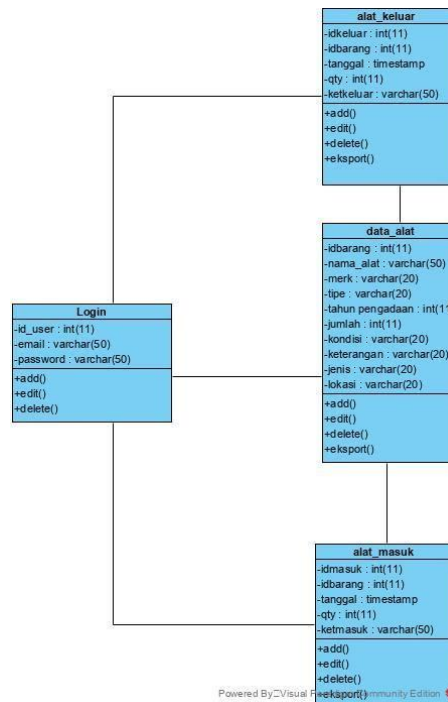 alat_keluar
-idkeluar : int(11)
-idbarang : int(11)
-tanggal : timestamp
-qty : int(11)
-ketkeluar : varchar(50)
+add()
+edit()
+delete()
+eksport()
data_alat
-idbarang : int(11)
-nama_alat : varchar(50)
-merk : varchar(20)
-tipe : varchar(20)
-tahun pengadaan : int(11
-jumlah : int(11)
-kondisi : varchar(20)
-keterangan : varchar(20)
-jenis : varchar(20)
-lokasi : varchar(20)
+add()
+edit()
+delete()
+eksport()
Login
-id_user : int(11)
-email : varchar(50)
-password : varchar(50)
+add()
+edit()
+delete()
alat_masuk
-idmasuk : int(11)
-idbarang : int(11)
-tanggal : timestamp
-qty : int(11)
-ketmasuk : varchar(50)
+add()
+edit()
+delete()
+eksport()
Powered By Visual Community Edition